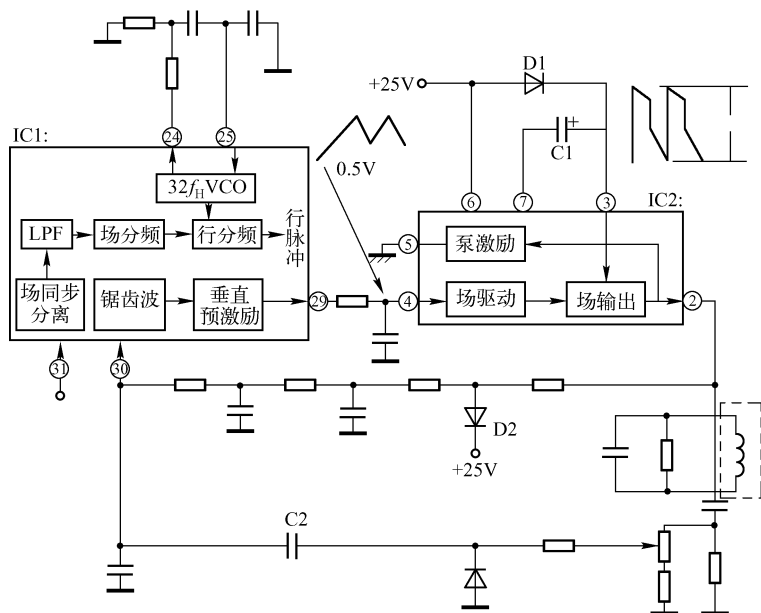 D1
+25V
IC1:
24
25
+
C1
0.5V
32fHVCO
6
7
3
IC2:
LPF
场分频
行分频
行脉冲
5
泵激励
场同步分离
锯齿波
垂直预激励
29
4
场驱动
场输出
2
31
30
D2
+25V
C2